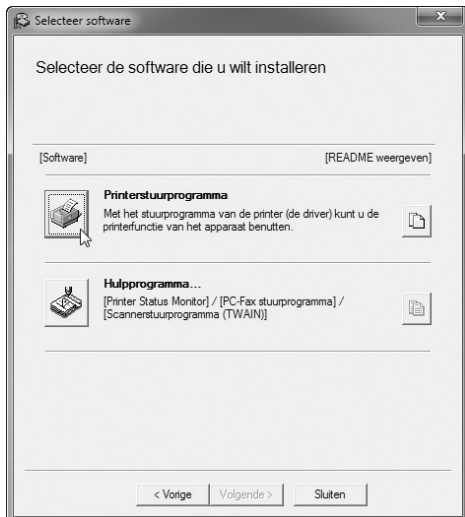 Selecteer software
Selecteer de software die u wilt installeren
[Software] [README weergeven]
Printerstuurprogramma
Met het stuurprogramma van de printer (de driver) kunt u de
printerfunctie van het apparaat benutten.
Hulpprogramma...
[Printer Status Monitor] / [PC-Fax stuurprogramma] /
[Scannerstuurprogramma (TWAIN)]
< Vorige Volgende > Sluiten